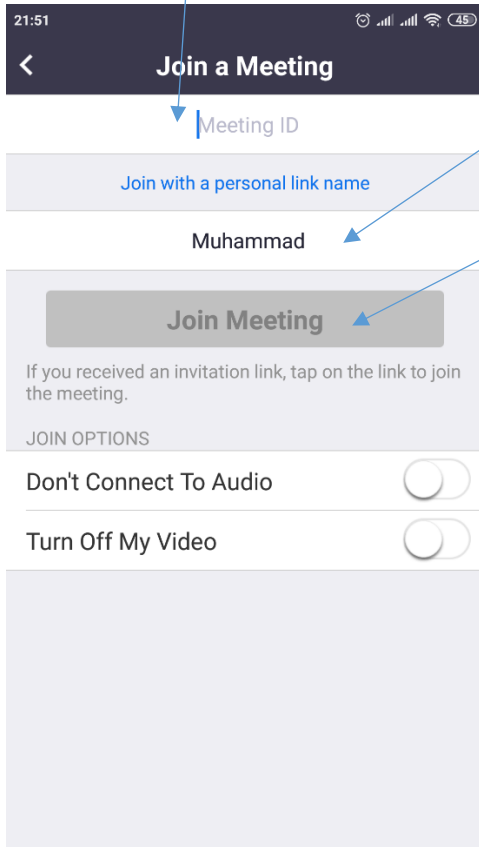 21:51 45
Join a Meeting
Meeting ID
Join with a personal link name
Muhammad
Join Meeting
If you received an invitation link, tap on the link to join
the meeting.
JOIN OPTIONS
Don't Connect To Audio
Turn Off My Video